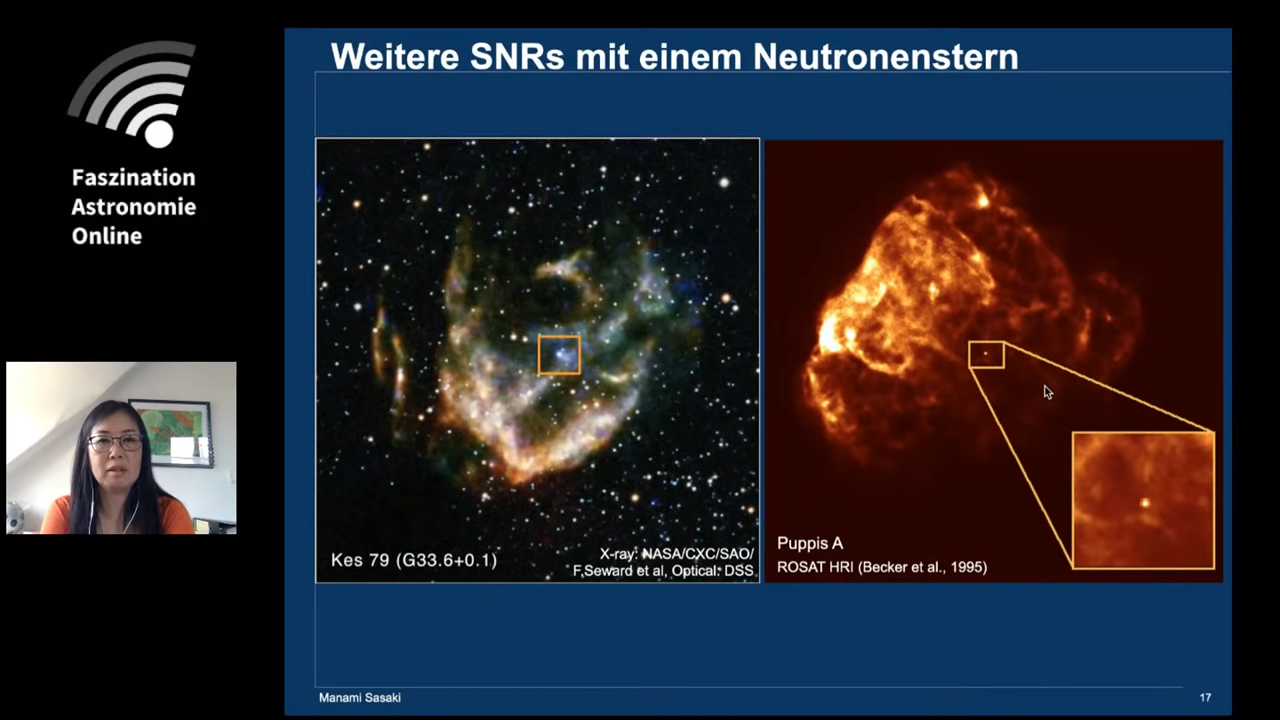 Faszination
Astronomie
Online
Weitere SNRs mit einem Neutronenstern
Kes 79 (G33.6+0.1)
X-ray: NASA/CXC/SAO/
F.Seward et al, Optical: DSS
Puppis A
ROSAT HRI (Becker et al., 1995)
Manami Sasaki
17